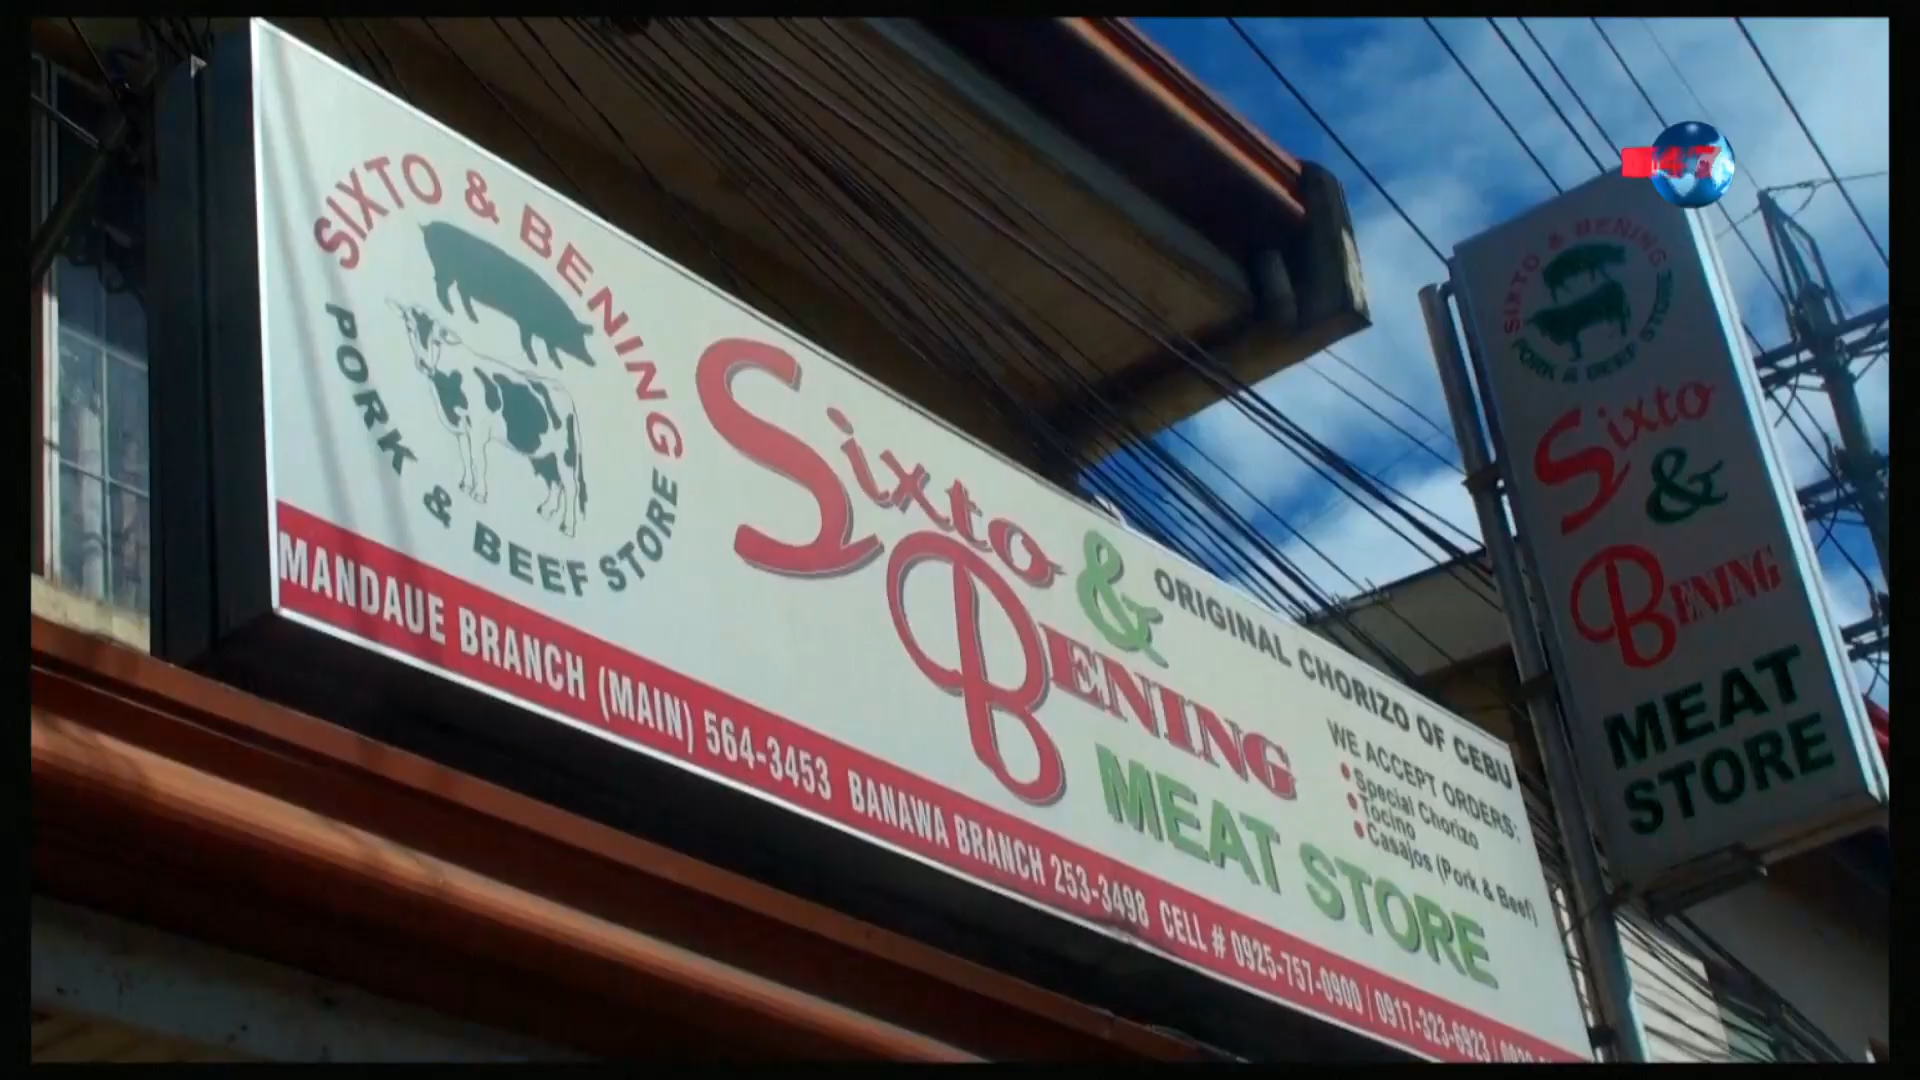 SIXTO & BENING
PORK & BEEF STORE
Sixto &
BENING
MEAT STORE
ORIGINAL CHORIZO OF CEBU
WE ACCEPT ORDERS:
• Special Chorizo
• Tocino
• Casajos (Pork & Beef)
MANDAUE BRANCH (MAIN) 564-3453 BANAWA BRANCH 253-3498 CELL # 0925-757-0900 | 0917-323-6923 |
SIXTO & BENING
PORK & BEEF STORE
Sixto
&
BENING
MEAT
STORE